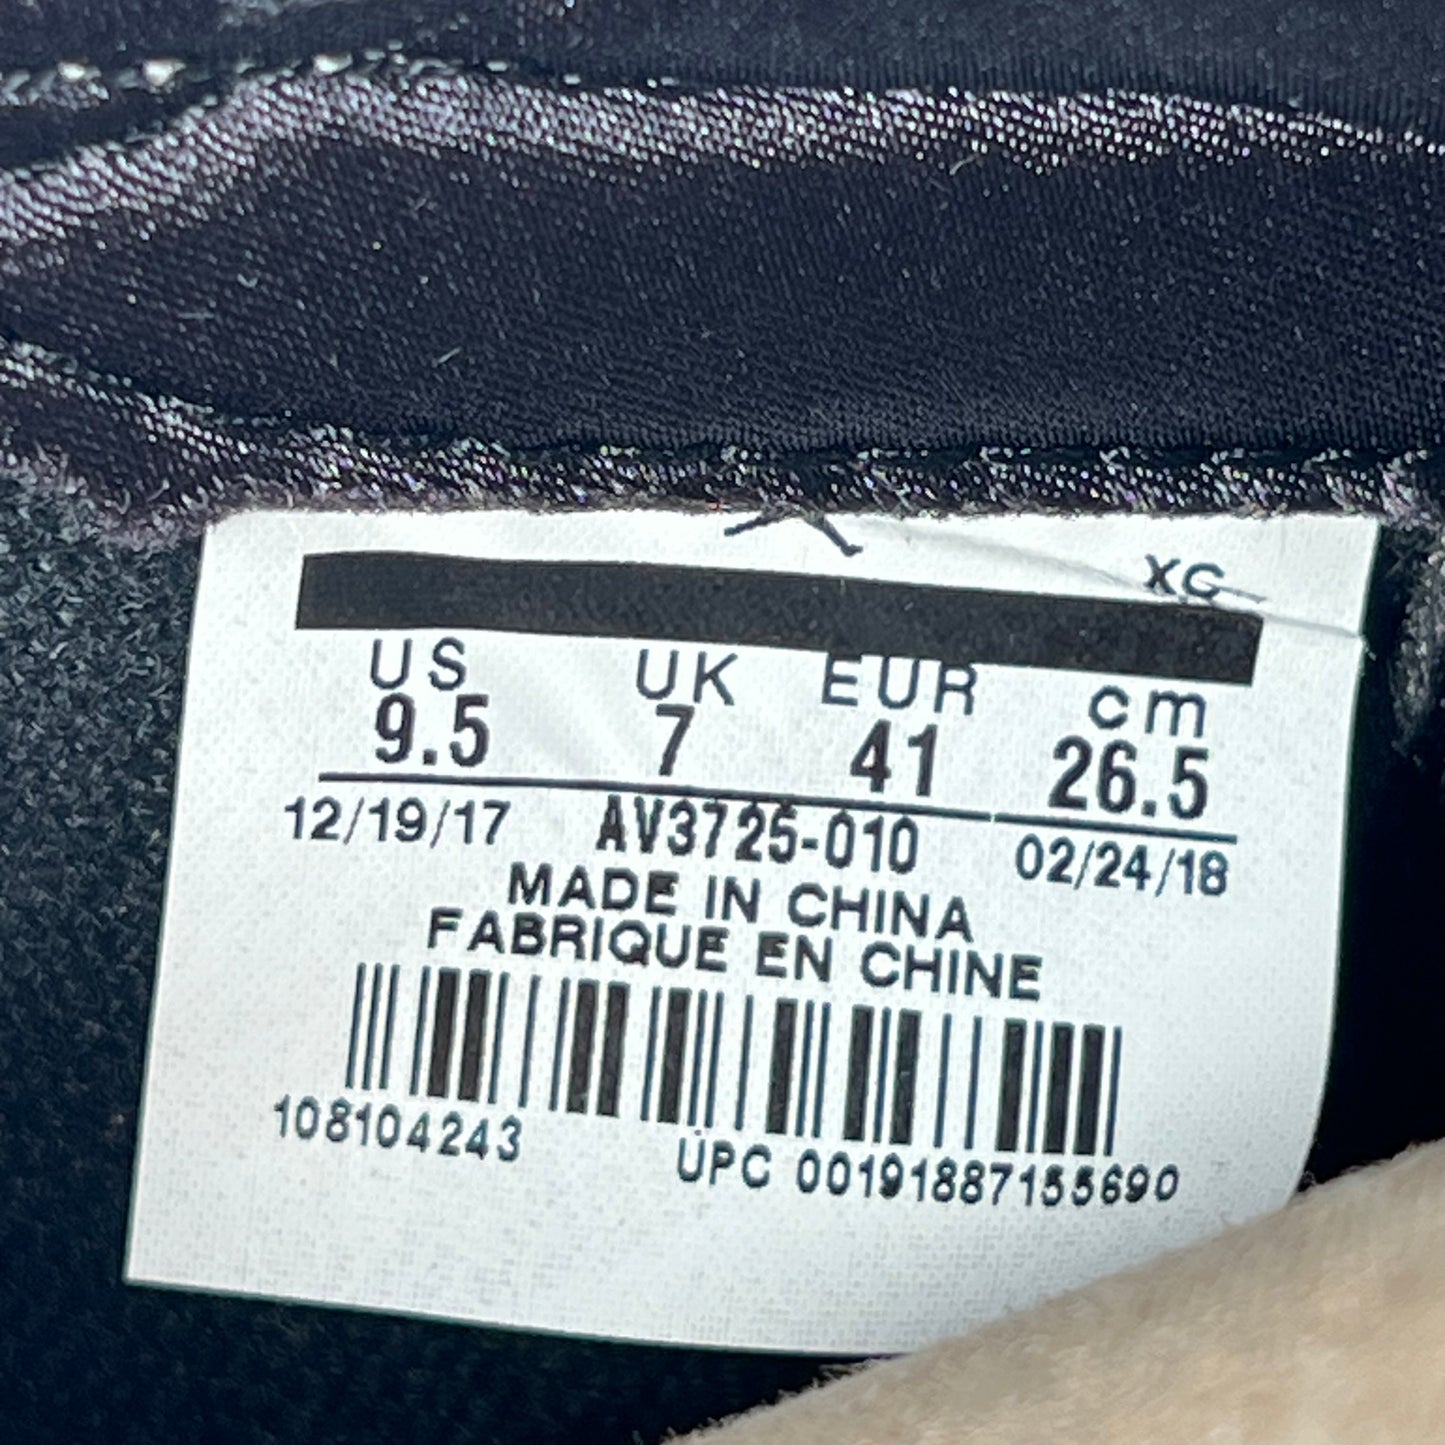 XG
US UK EUR cm
9.5 7 41 26.5
12/19/17 AV3725-010 02/24/18
MADE IN CHINA
FABRIQUE EN CHINE
108104243 UPC 00191887155690